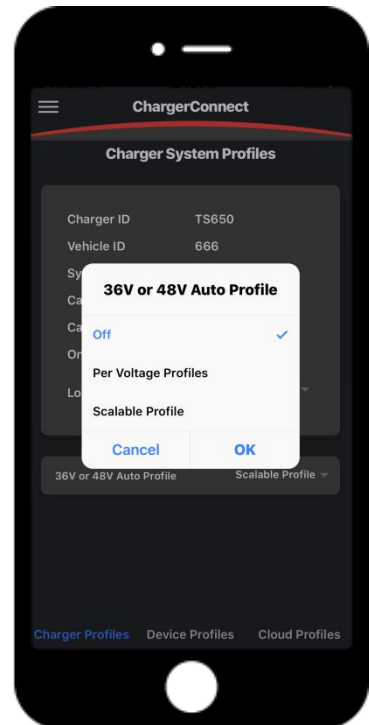 ChargerConnect
Charger System Profiles
Charger ID TS650
Vehicle ID 666
36V or 48V Auto Profile
Off
Per Voltage Profiles
Scalable Profile
Cancel OK
36V or 48V Auto Profile Scalable Profile
Charger Profiles Device Profiles Cloud Profiles